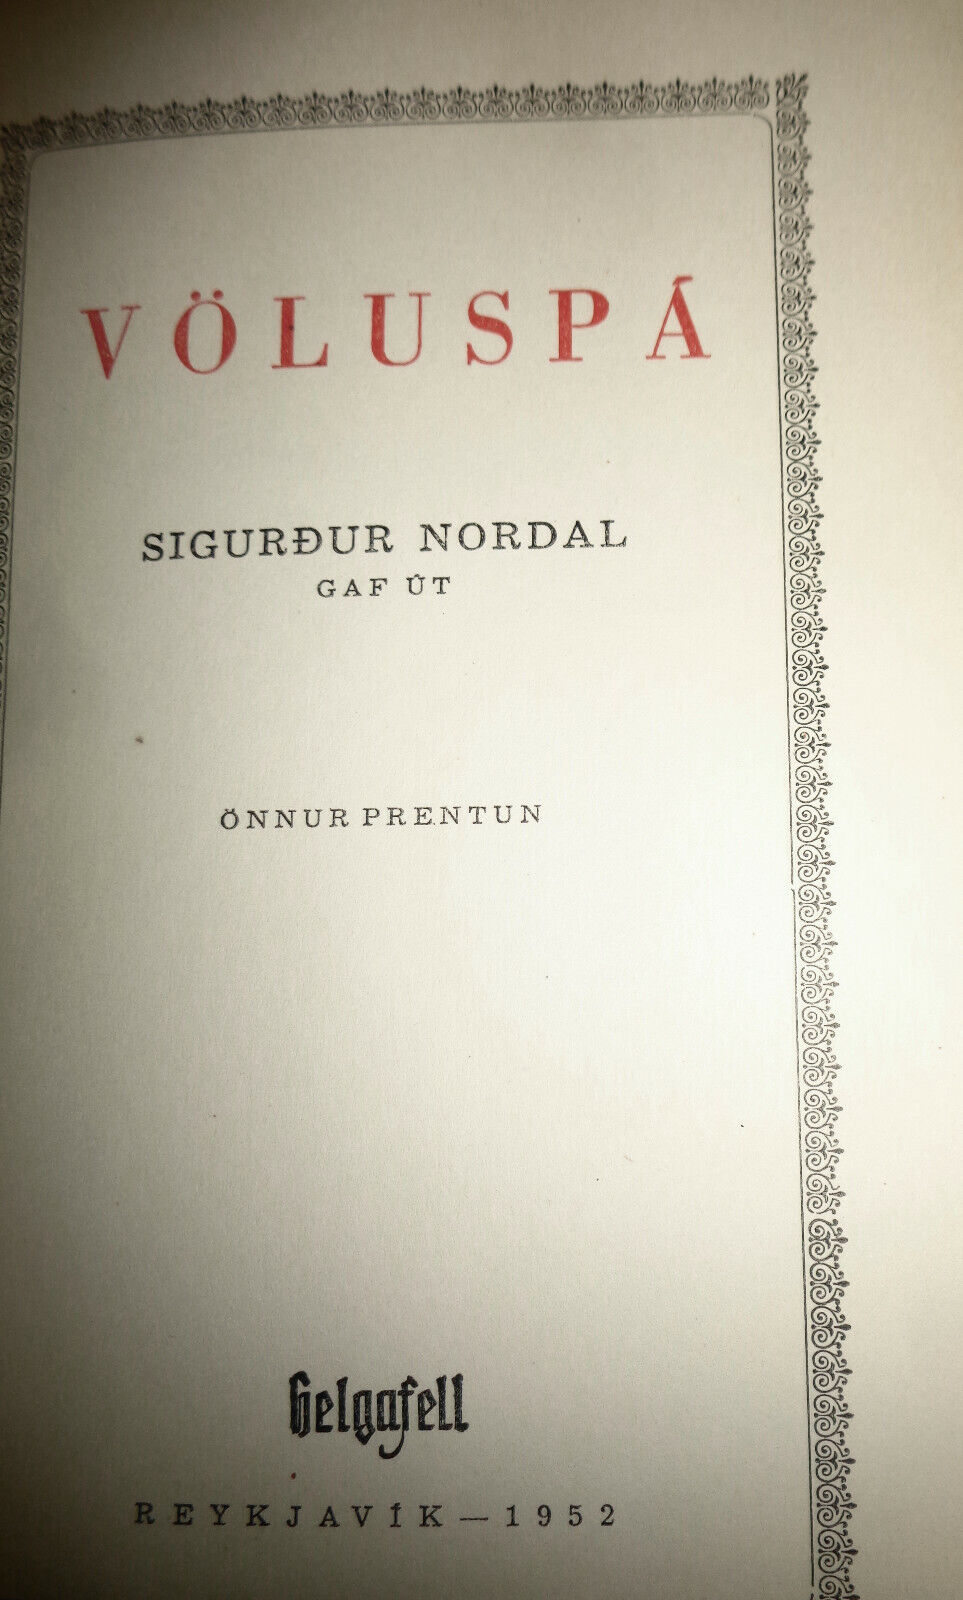 VÖLUSPÁ
SIGURÐUR NORDAL
GAF ÚT
ÖNNUR PRENTUN
Helgafell
REYKJAVÍK — 1952